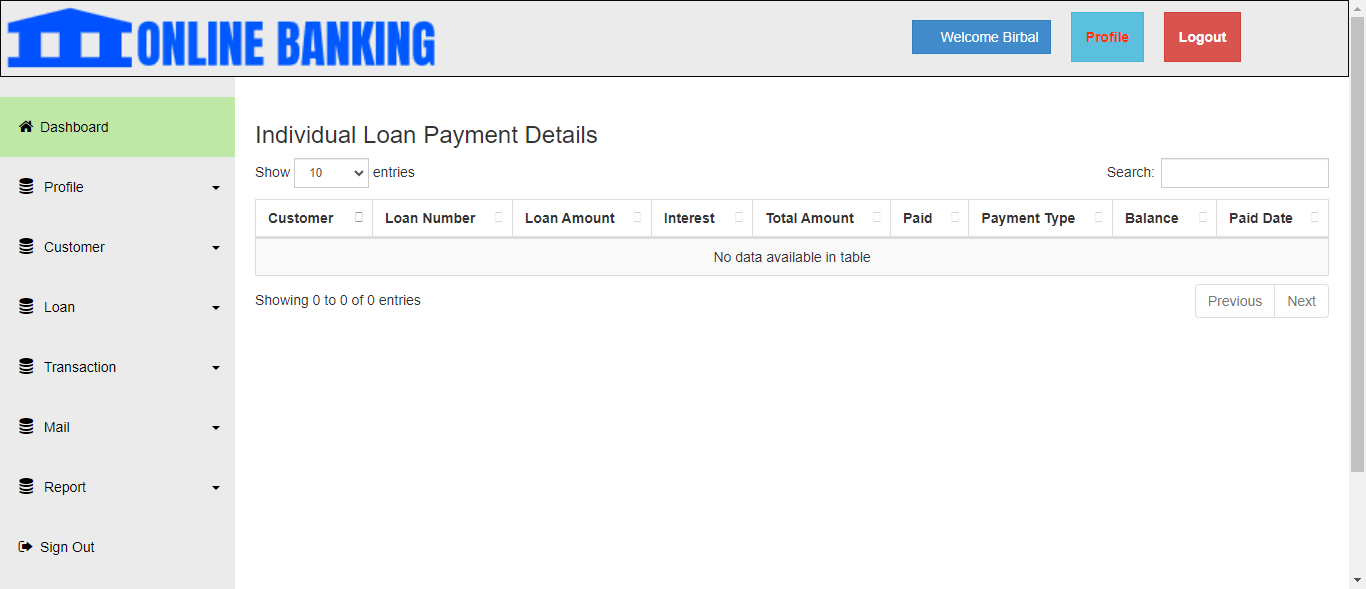 ONLINE BANKING
Welcome Birbal
Profile
Logout
Dashboard
Profile
Customer
Loan
Transaction
Mail
Report
Sign Out
Individual Loan Payment Details
Show 10 entries
Search:
Customer Loan Number Loan Amount Interest Total Amount Paid Payment Type Balance Paid Date
No data available in table
Showing 0 to 0 of 0 entries
Previous Next